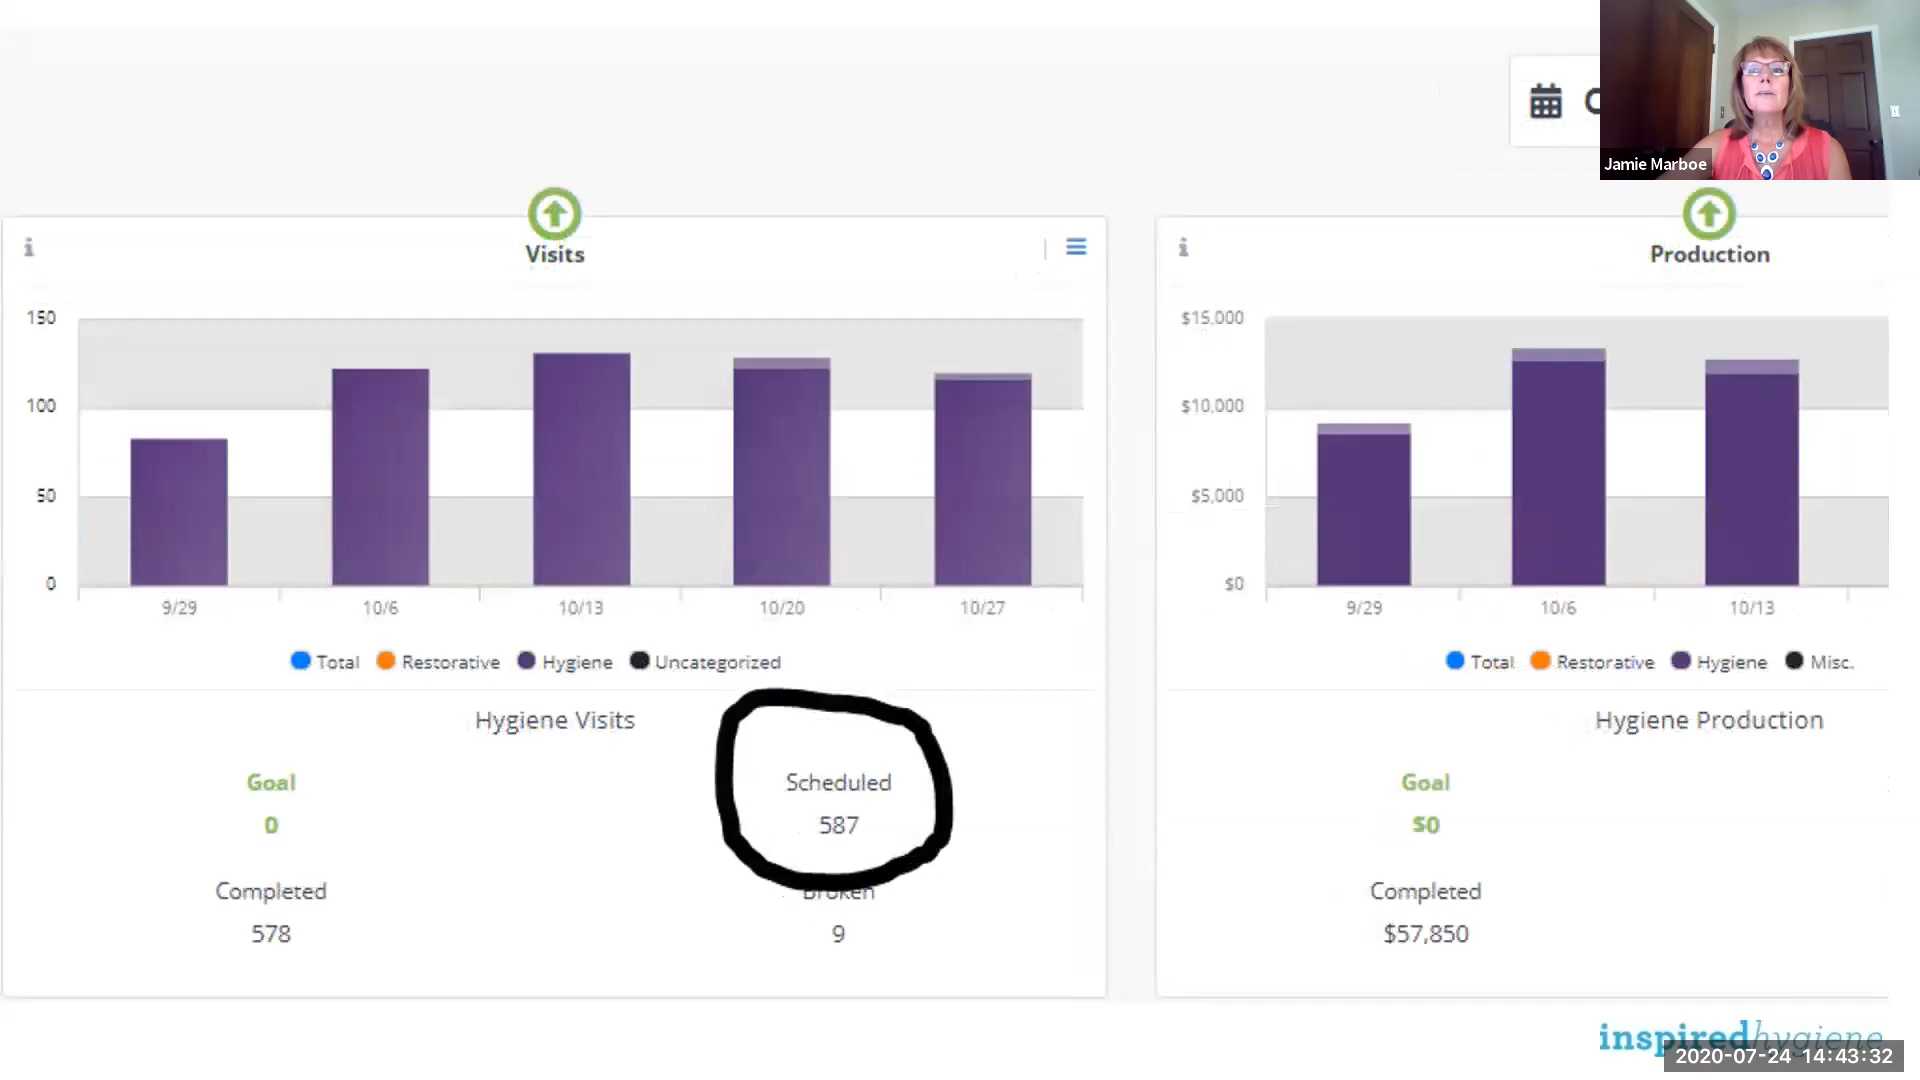 Jamie Marboe
Visits
150
100
50
0
9/29 10/6 10/13 10/20 10/27
Total Restorative Hygiene Uncategorized
Hygiene Visits
Goal
0
Scheduled
587
Completed
578
Broken
9
Production
$15,000
$10,000
$5,000
$0
9/29 10/6 10/13
Total Restorative Hygiene Misc.
Hygiene Production
Goal
$0
Completed
$57,850
inspiredhygiene
2020-07-24 14:43:32